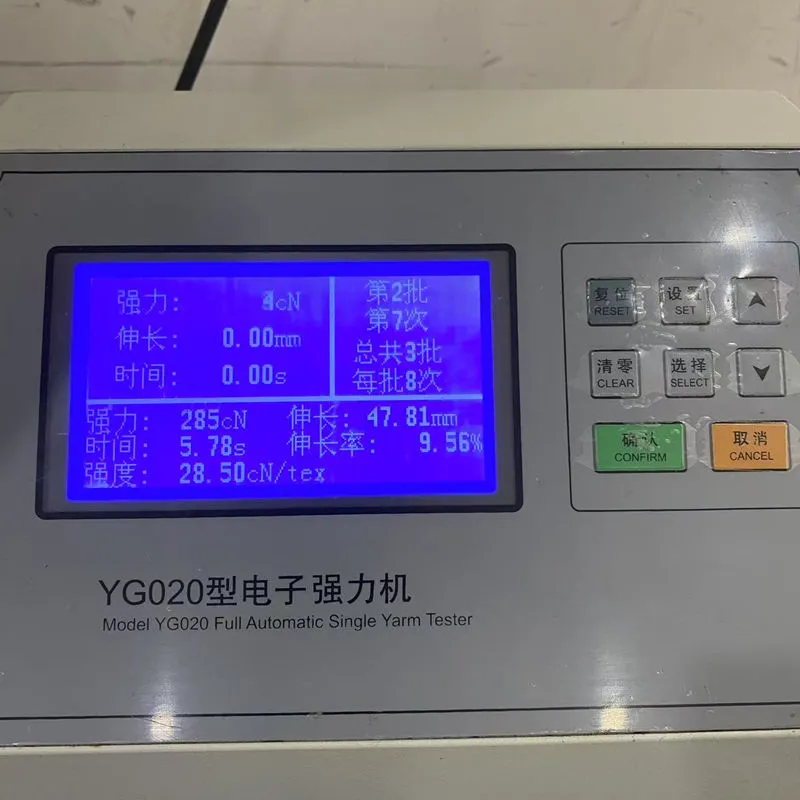 强力: 4cN
伸长: 0.00mm
时间: 0.00s
第2批
第7次
总共3批
每批8次
强力: 285cN 伸长: 47.81mm
时间: 5.78s 伸长率: 9.56%
强度: 28.50cN/tex
复位
RESET
设置
SET
清零
CLEAR
选择
SELECT
确认
CONFIRM
取消
CANCEL
YG020型电子强力机
Model YG020 Full Automatic Single Yarm Tester